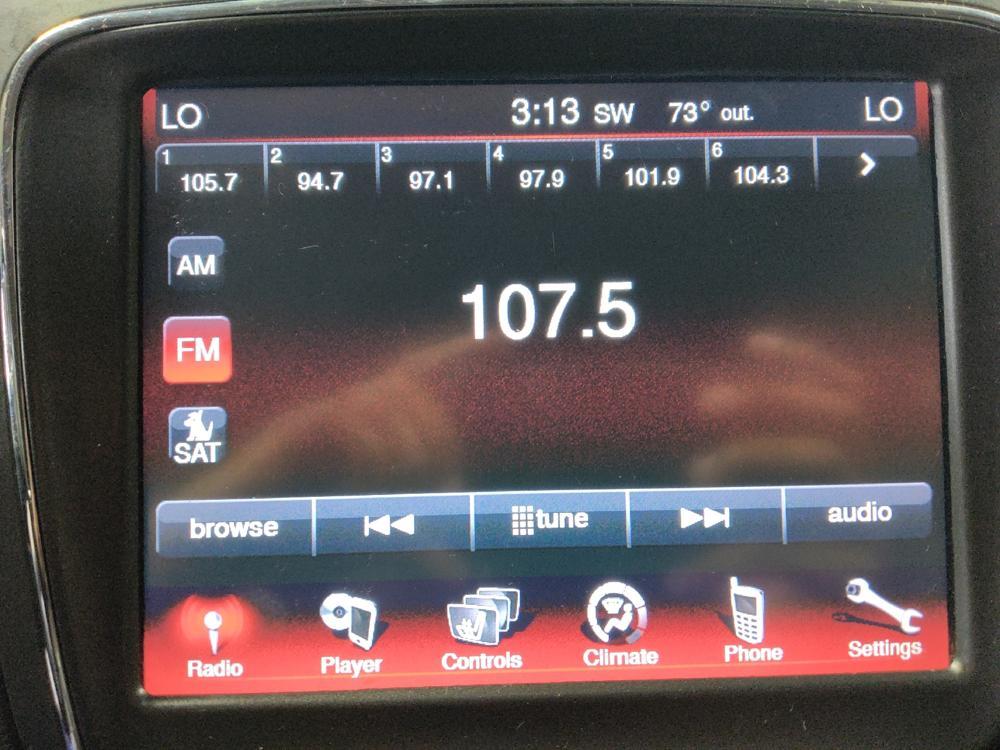 LO 3:13 SW 73° out. LO
1 2 3 4 5 6
105.7 94.7 97.1 97.9 101.9 104.3
AM
107.5
FM
SAT
browse tune audio
Radio Player Controls Climate Phone Settings